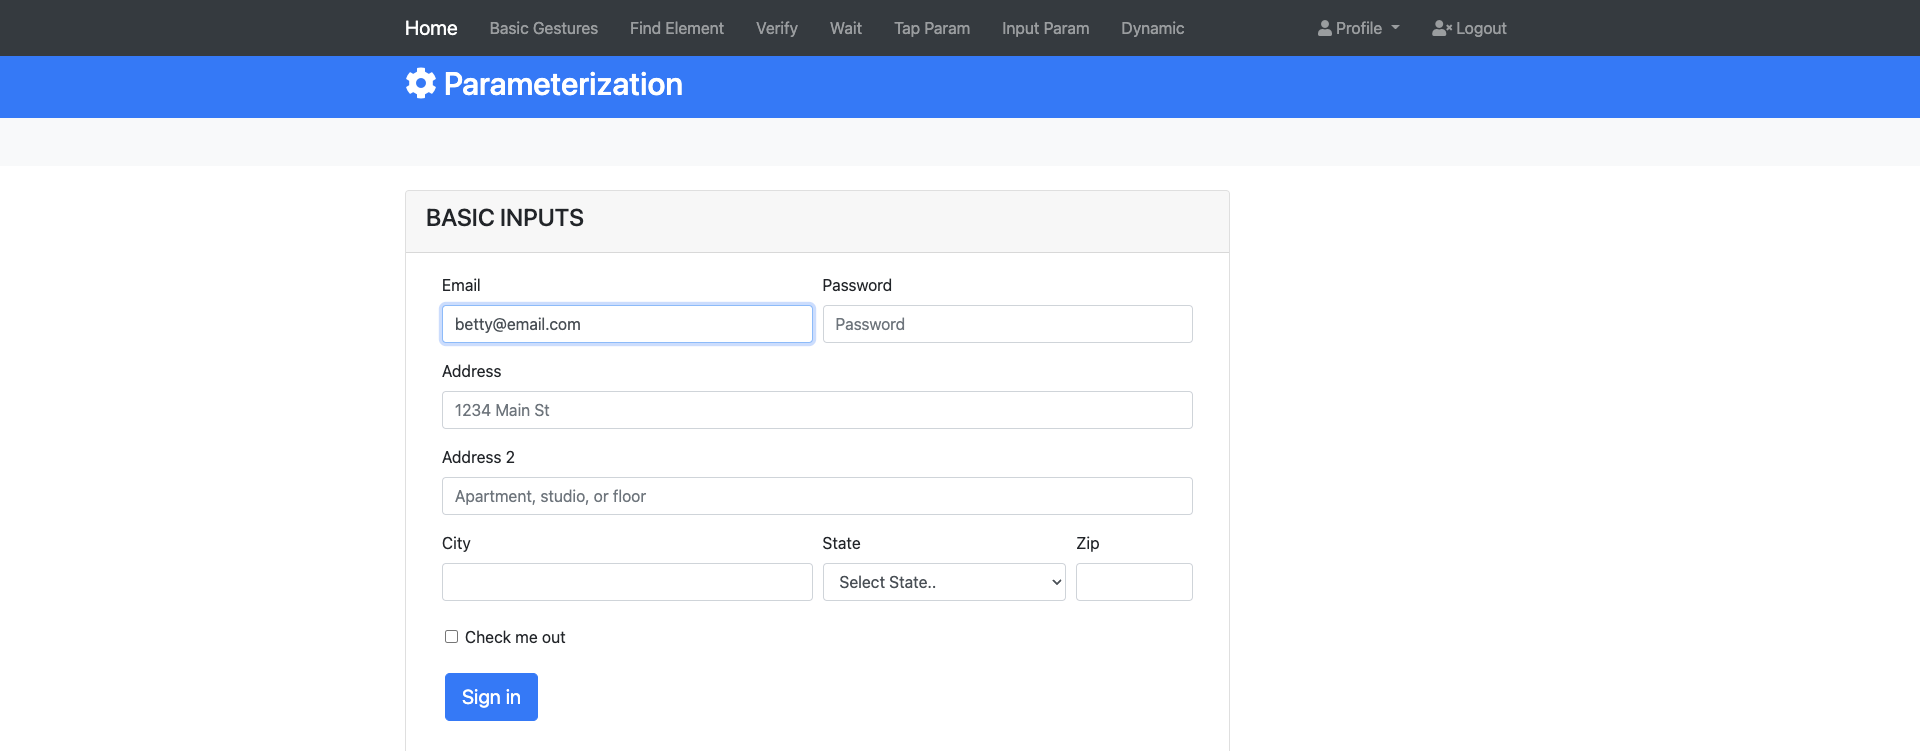 Home Basic Gestures Find Element Verify Wait Tap Param Input Param Dynamic Profile Logout
Parameterization
BASIC INPUTS
Email Password
betty@email.com Password
Address
1234 Main St
Address 2
Apartment, studio, or floor
City State Zip
Select State..
Check me out
Sign in